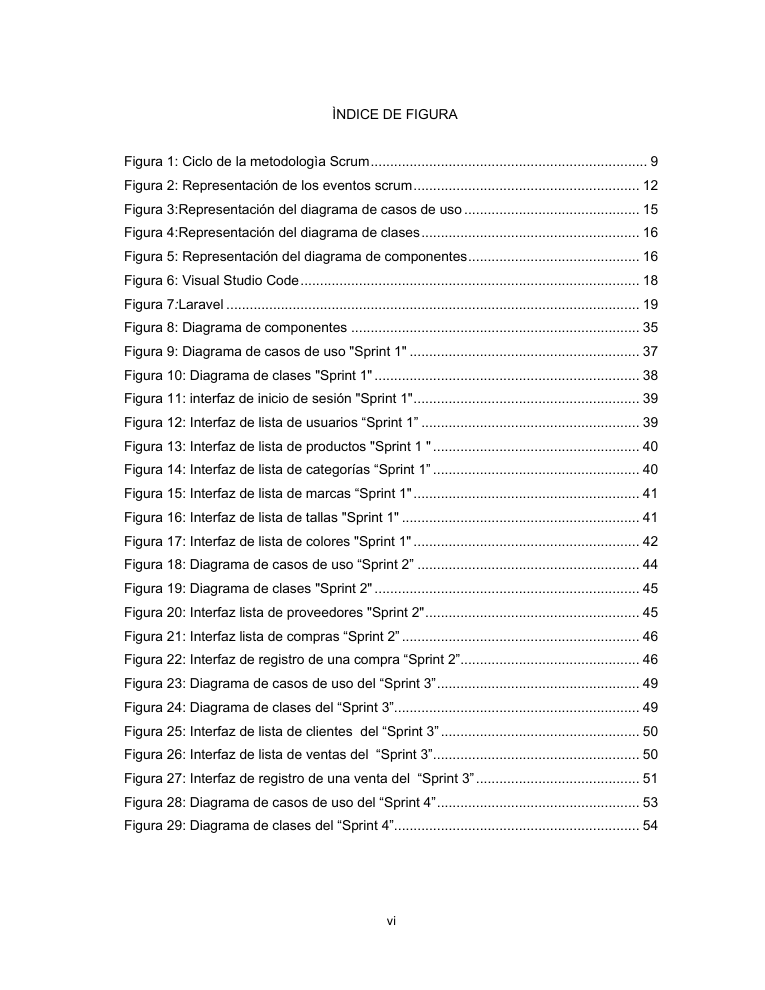 ÌNDICE DE FIGURA
Figura 1: Ciclo de la metodologìa Scrum....................................................................... 9
Figura 2: Representación de los eventos scrum.......................................................... 12
Figura 3:Representación del diagrama de casos de uso ............................................. 15
Figura 4:Representación del diagrama de clases........................................................ 16
Figura 5: Representación del diagrama de componentes............................................ 16
Figura 6: Visual Studio Code....................................................................................... 18
Figura 7:Laravel .......................................................................................................... 19
Figura 8: Diagrama de componentes .......................................................................... 35
Figura 9: Diagrama de casos de uso "Sprint 1" ........................................................... 37
Figura 10: Diagrama de clases "Sprint 1" .................................................................... 38
Figura 11: interfaz de inicio de sesión "Sprint 1".......................................................... 39
Figura 12: Interfaz de lista de usuarios “Sprint 1” ........................................................ 39
Figura 13: Interfaz de lista de productos "Sprint 1 " ..................................................... 40
Figura 14: Interfaz de lista de categorías “Sprint 1” ..................................................... 40
Figura 15: Interfaz de lista de marcas “Sprint 1" .......................................................... 41
Figura 16: Interfaz de lista de tallas "Sprint 1" ............................................................. 41
Figura 17: Interfaz de lista de colores "Sprint 1" .......................................................... 42
Figura 18: Diagrama de casos de uso “Sprint 2” ......................................................... 44
Figura 19: Diagrama de clases "Sprint 2" .................................................................... 45
Figura 20: Interfaz lista de proveedores "Sprint 2"....................................................... 45
Figura 21: Interfaz lista de compras “Sprint 2” ............................................................. 46
Figura 22: Interfaz de registro de una compra “Sprint 2”.............................................. 46
Figura 23: Diagrama de casos de uso del “Sprint 3”.................................................... 49
Figura 24: Diagrama de clases del “Sprint 3”............................................................... 49
Figura 25: Interfaz de lista de clientes  del “Sprint 3” ................................................... 50
Figura 26: Interfaz de lista de ventas del  “Sprint 3”..................................................... 50
Figura 27: Interfaz de registro de una venta del  “Sprint 3” .......................................... 51
Figura 28: Diagrama de casos de uso del “Sprint 4”.................................................... 53
Figura 29: Diagrama de clases del “Sprint 4”............................................................... 54
vi